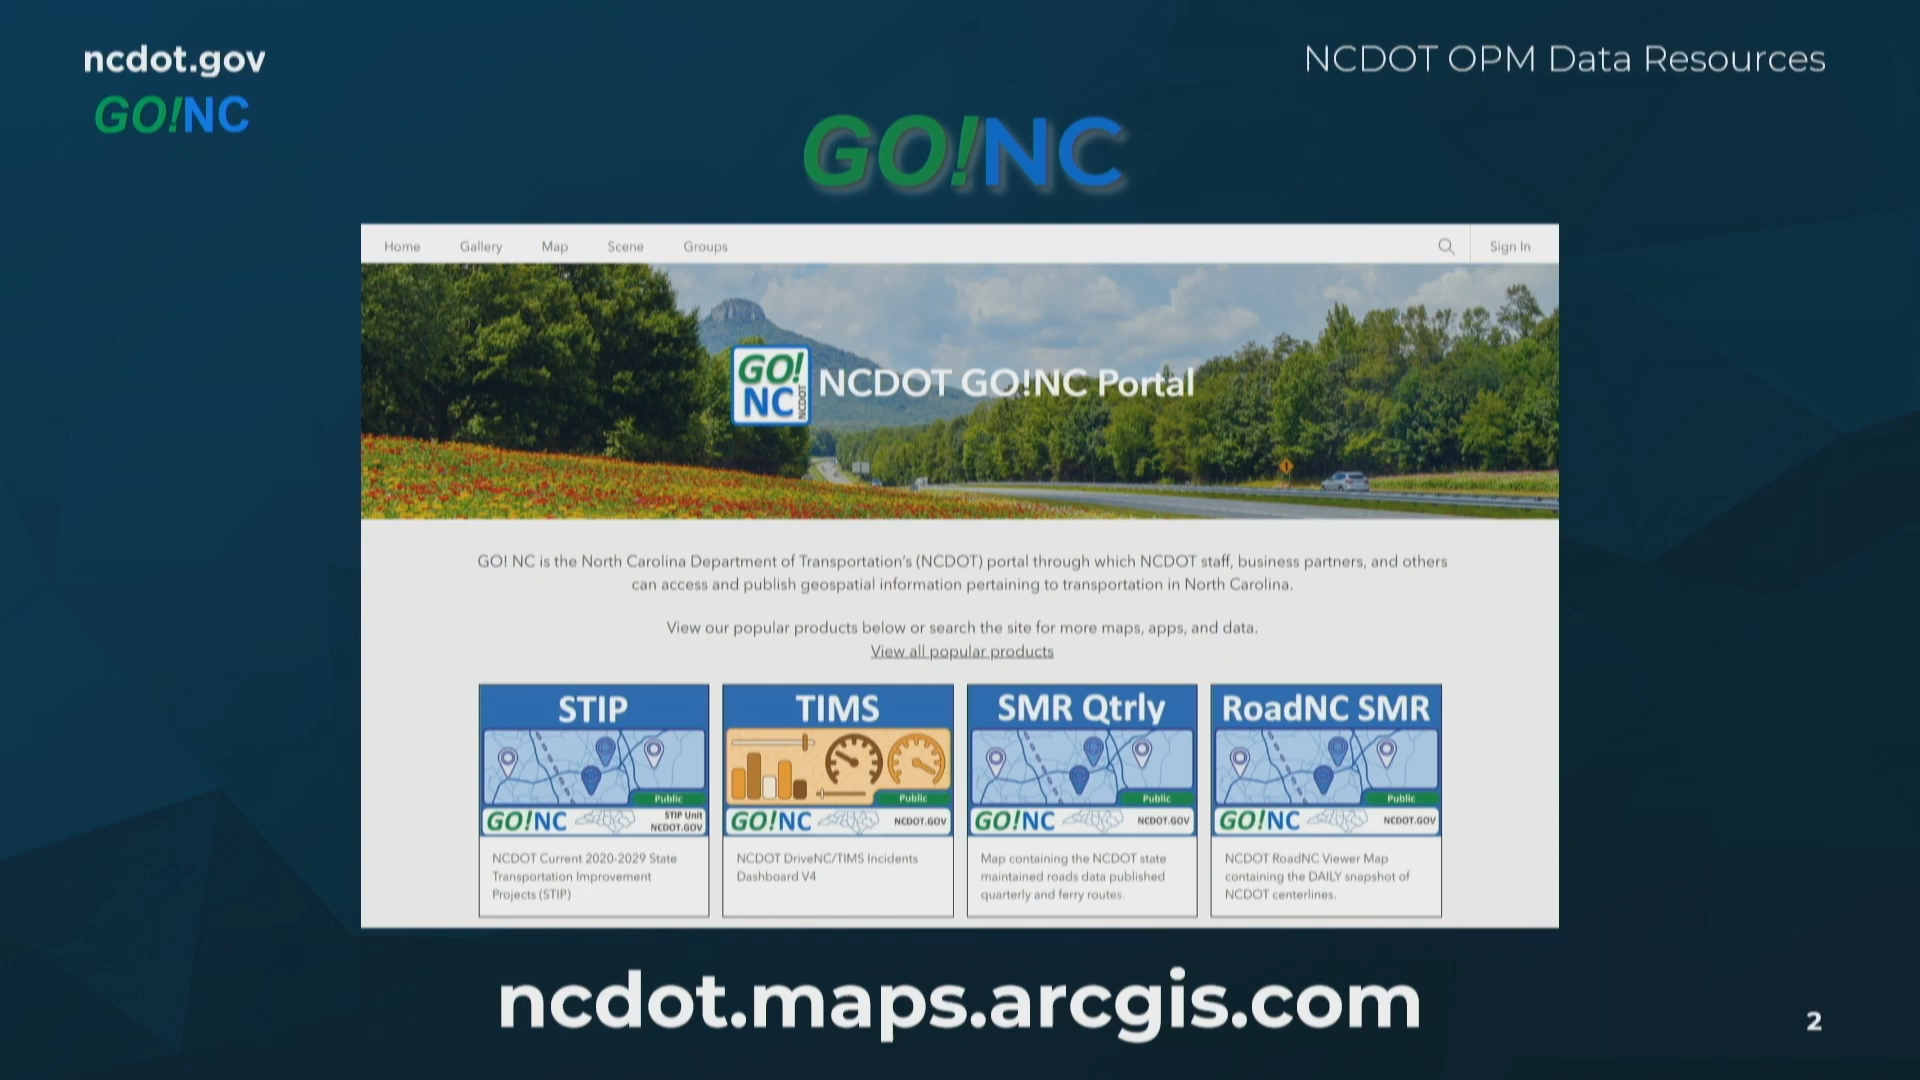 ncdot.gov
GO!NC
NCDOT OPM Data Resources
GO!NC
Home Gallery Map Scene Groups Sign In
GO!
NC
NCDOT
NCDOT GO!NC Portal
GO! NC is the North Carolina Department of Transportation's (NCDOT) portal through which NCDOT staff, business partners, and others
can access and publish geospatial information pertaining to transportation in North Carolina.
View our popular products below or search the site for more maps, apps, and data.
View all popular products
STIP
Public
GO!NC
STIP Unit
NCDOT.GOV
NCDOT Current 2020-2029 State
Transportation Improvement
Projects (STIP)
TIMS
Public
GO!NC
NCDOT.GOV
NCDOT DriveNC/TIMS Incidents
Dashboard V4
SMR Qtrly
Public
GO!NC
NCDOT.GOV
Map containing the NCDOT state
maintained roads data published
quarterly and ferry routes.
RoadNC SMR
Public
GO!NC
NCDOT.GOV
NCDOT RoadNC Viewer Map
containing the DAILY snapshot of
NCDOT centerlines.
ncdot.maps.arcgis.com
2